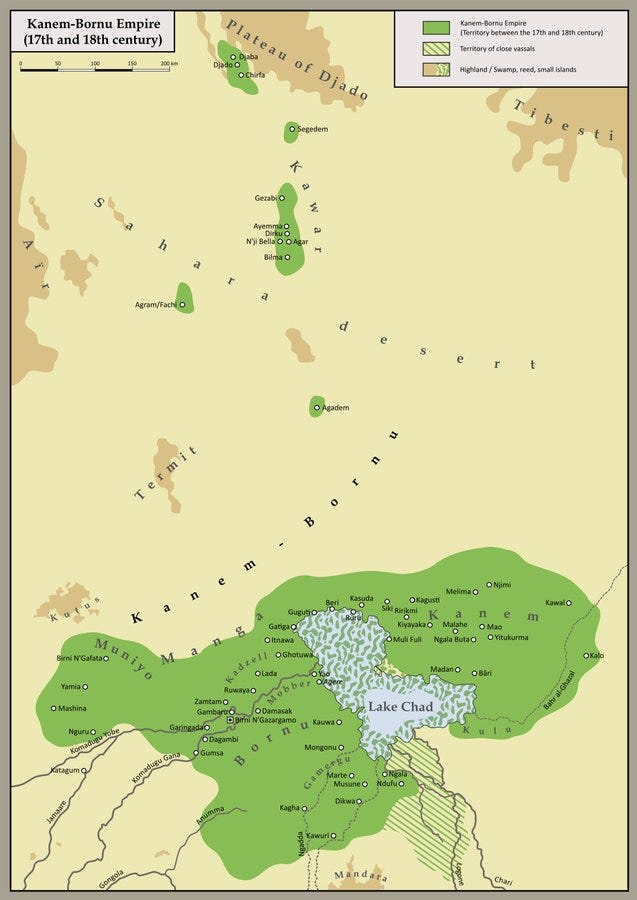 Kanem-Bornu Empire
(17th and 18th century)
0 50 100 150 200 km
Kanem-Bornu Empire
(Territory between the 17th and 18th century)
Territory of close vassals
Highland / Swamp, reed, small islands
Plateau of Djado
Djaba
Djado
Chirfa
Tibesti
Segedem
Kawar
Gezabi
Ayemma
Dirku
N'ji Bella
Agar
Bilma
Sahara desert
Air
Agram/Fachi
Agadem
Termit
Kanem-Bornu
Kutus
Njimi
Melima
Kagusti
Kasuda
Siki
Beri
Ririkmi
Kawal
Guguti
Ruru
Kanem
Gatiga
Kiyayaka
Malahe
Mao
Itnawa
Muli Fuli
Ngala Buta
Yitukurma
Manga
Muniyo
Birni N'Gafata
Ghotuwa
Kalo
Kadzell
Lada
Yoo
Madan
Bâri
Agere
Mobber
Yamia
Ruwaya
Bahr al-Ghazal
Mashina
Zamtam
Gambaru
Damasak
Lake Chad
Birni N'Gazargamo
Kauwa
Garingada
Nguru
Komadugu Yobe
Dagambi
Bornu
Kulu
Gumsa
Mongonu
Komadugu Gana
Katagum
Gamergu
Marte
Ngala
Musune
Ndufu
Jamaare
Dikwa
Kagha
Anumma
Kawuri
Ngadda
Gongola
Mandara
Logone
Chari